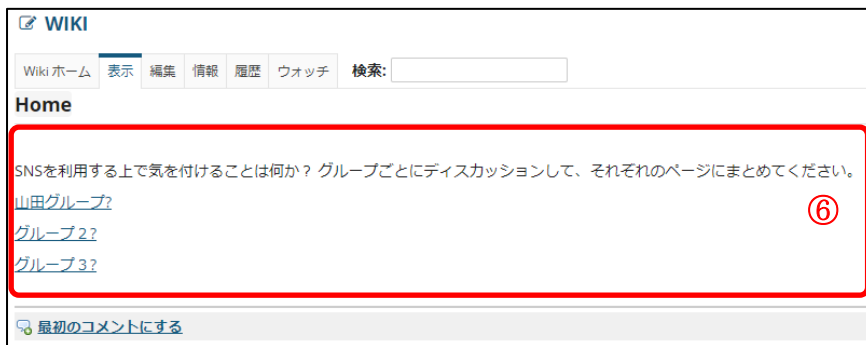 WIKI
Wiki ホーム 表示 編集 情報 履歴 ウォッチ 検索:
Home
SNSを利用する上で気を付けることは何か？ グループごとにディスカッションして、それぞれのページにまとめてください。
山田グループ?
グループ２?
グループ３?
⑥
最初のコメントにする